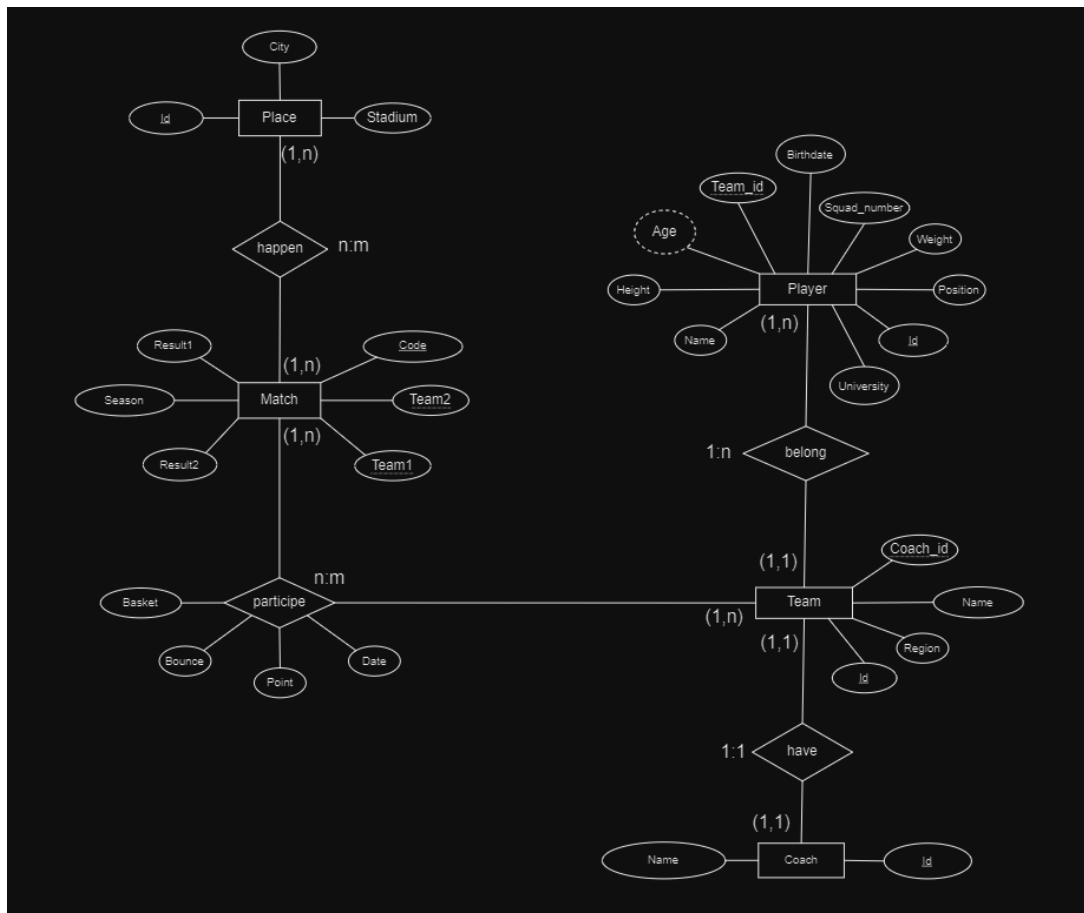 City
Id
Place
Stadium
(1,n)
happen
n:m
Result1
(1,n)
Code
Season
Match
Team2
(1,n)
Result2
Team1
n:m
Basket
participe
Bounce
Point
Date
Birthdate
Team_id
Squad_number
Age
Weight
Height
Player
Position
(1,n)
Name
Id
University
1:n
belong
(1,1)
Coach_id
Team
Name
(1,n)
(1,1)
Region
Id
1:1
have
(1,1)
Name
Coach
Id